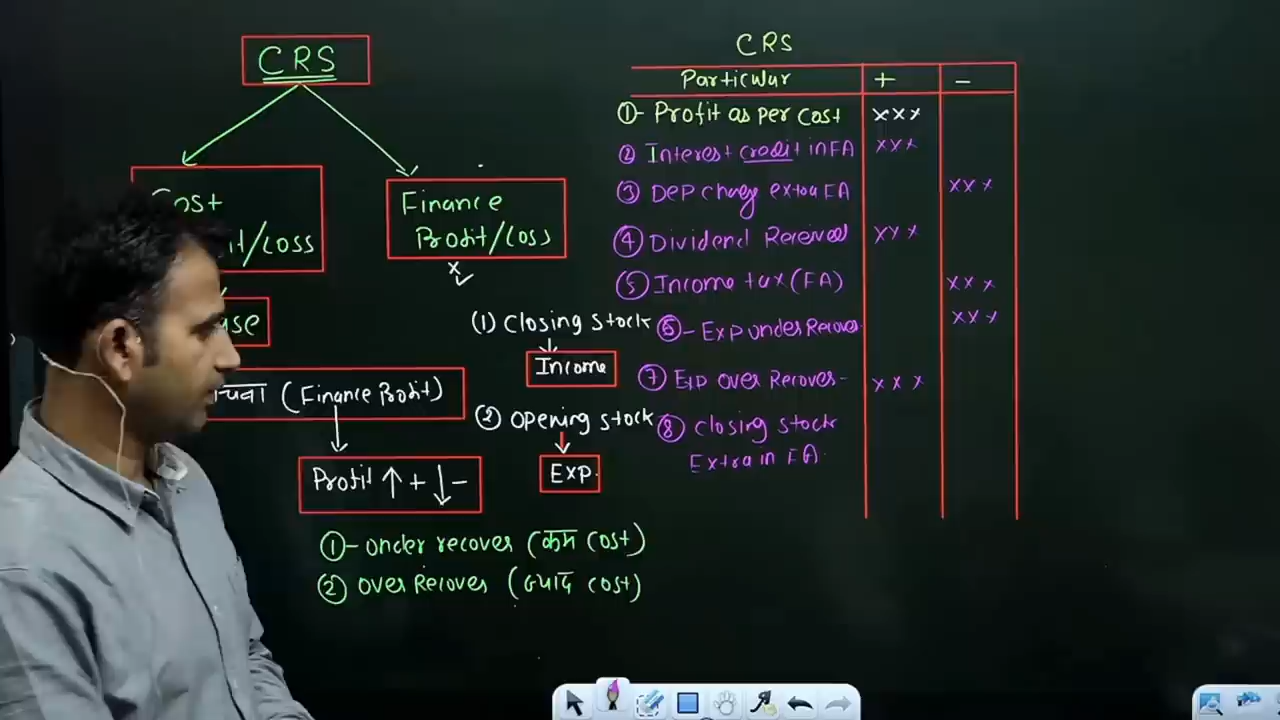 CRS
Cost
it/Loss
Finance
Profit/Loss
(Finance Profit)
Profit ↑ + ↓ -
(1) Closing Stock
Income
② Opening Stock
Exp.
①- Under recover (कम Cost)
② Over Recover ( Cost)
CRS
Particular + -
①- Profit as per Cost xxx
② Interest credit in FA xxx
③ Dep charge extra FA xxx
④ Dividend Received xxx
⑤ Income tax (FA) xxx
⑥- Exp under Recover xxx
⑦ Exp over Recover- xxx
⑧ Closing Stock
Extra in FA